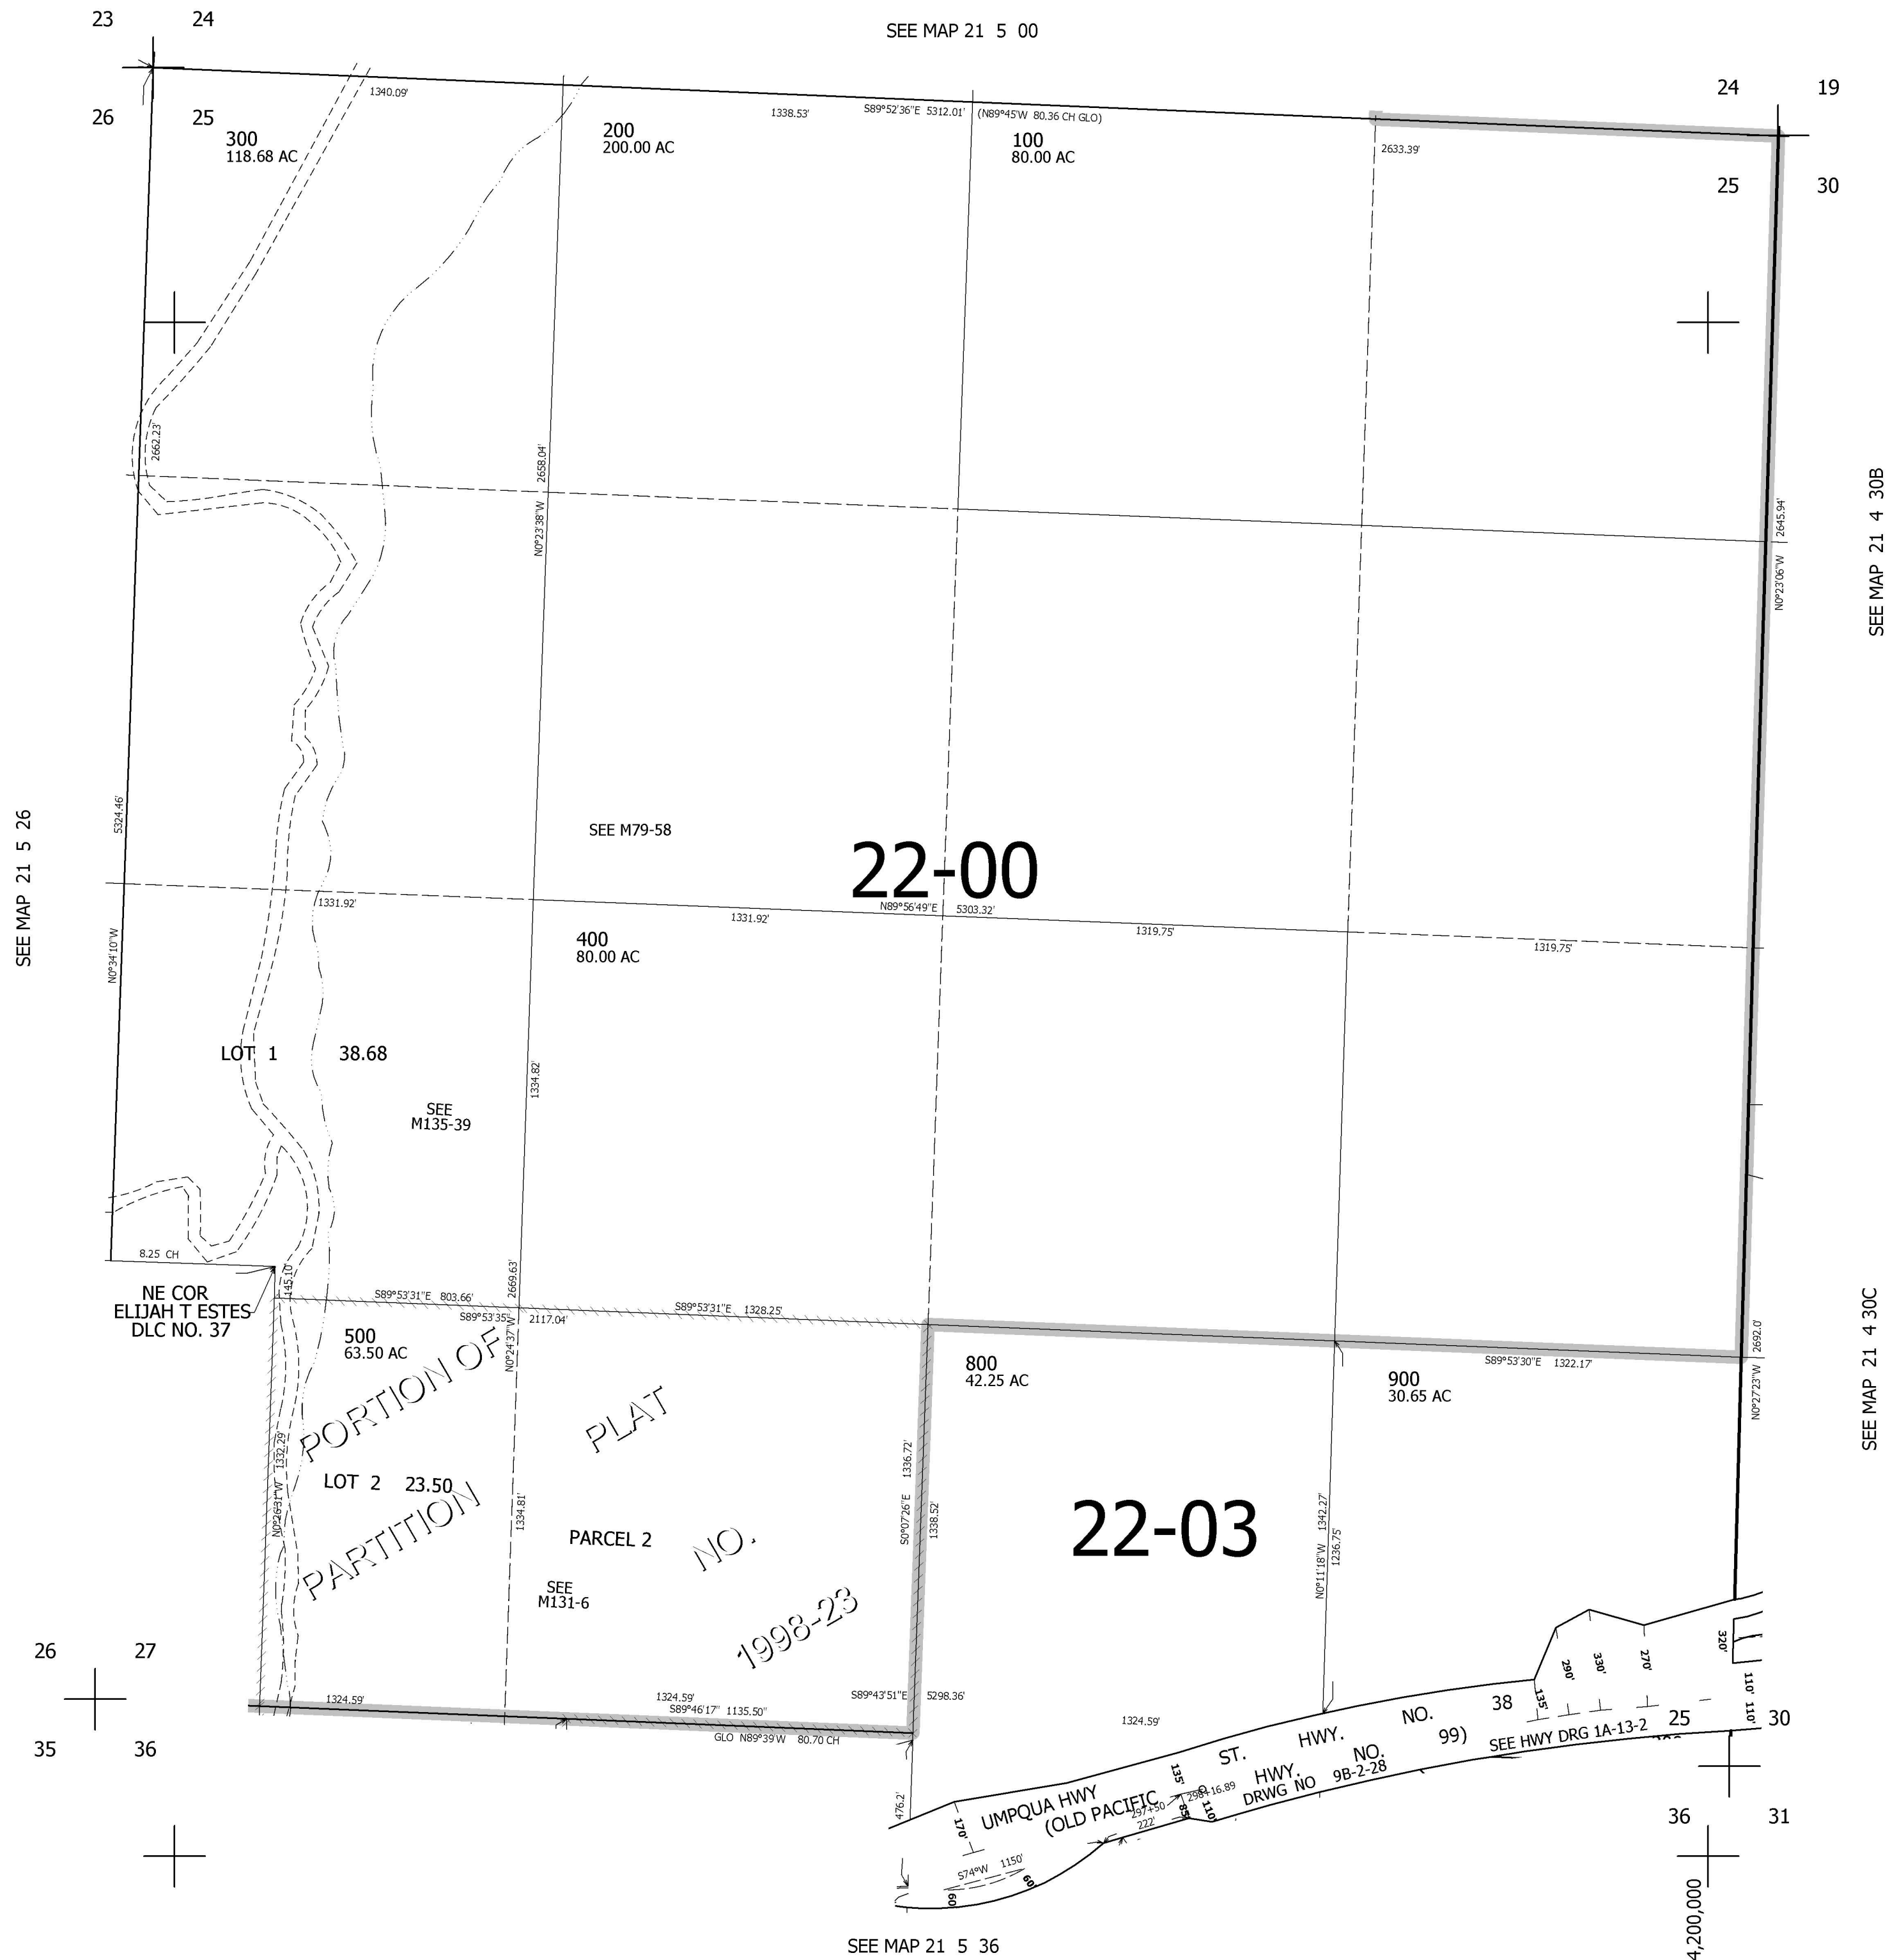 23 24
SEE MAP 21 5 00
24 19
26 25
25 30
1340.09'
1338.53'
S89°52'36"E 5312.01'
(N89°45'W 80.36 CH GLO)
2633.39'
300
118.68 AC
200
200.00 AC
100
80.00 AC
2662.23'
2658.04'
N0°23'38"W
2645.94'
N0°23'06"W
SEE MAP 21 4 30B
5324.46'
N0°34'10"W
SEE MAP 21 5 26
SEE M79-58
22-00
N89°56'49"E 5303.32'
1331.92'
1331.92'
1319.75'
1319.75'
400
80.00 AC
LOT 1 38.68
1334.82'
SEE
M135-39
8.25 CH
145.10'
2669.63'
NE COR
ELIJAH T ESTES
DLC NO. 37
S89°53'31"E 803.66'
S89°53'35" 2117.04'
S89°53'31"E 1328.25'
N0°24'37"W
500
63.50 AC
800
42.25 AC
900
30.65 AC
S89°53'30"E 1322.17'
2692.0'
N0°27'23"W
SEE MAP 21 4 30C
PORTION OF
PLAT
LOT 2 23.50
PARTITION
N0°26'31"W 1332.29'
1334.81'
PARCEL 2
NO.
SEE
M131-6
1998-23
S0°07'26"E 1336.72'
1338.52'
22-03
N0°11'18"W 1342.27'
1236.75'
26 27
35 36
1324.59'
1324.59'
S89°46'17" 1135.50"
S89°43'51"E 5298.36'
GLO N89°39'W 80.70 CH
1324.59'
476.2'
UMPQUA HWY ST. HWY. NO. 38
(OLD PACIFIC HWY. NO. 99)
DRWG NO 9B-2-28
SEE HWY DRG 1A-13-2
170'
135'
85'
110'
297+50
298+16.89
222'
S74°W 1150'
60'
60'
135'
290'
330'
270'
320'
110'
110'
25 30
36 31
4,200,000
SEE MAP 21 5 36